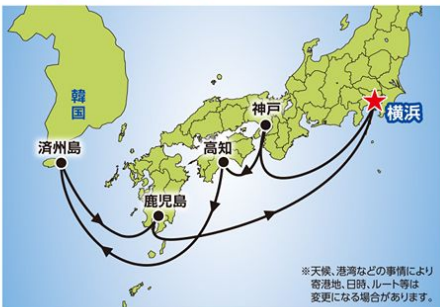 韓国
済州島
神戸
横浜
高知
鹿児島
※天候、港湾などの事情により
寄港地、日時、ルート等は
変更になる場合があります。